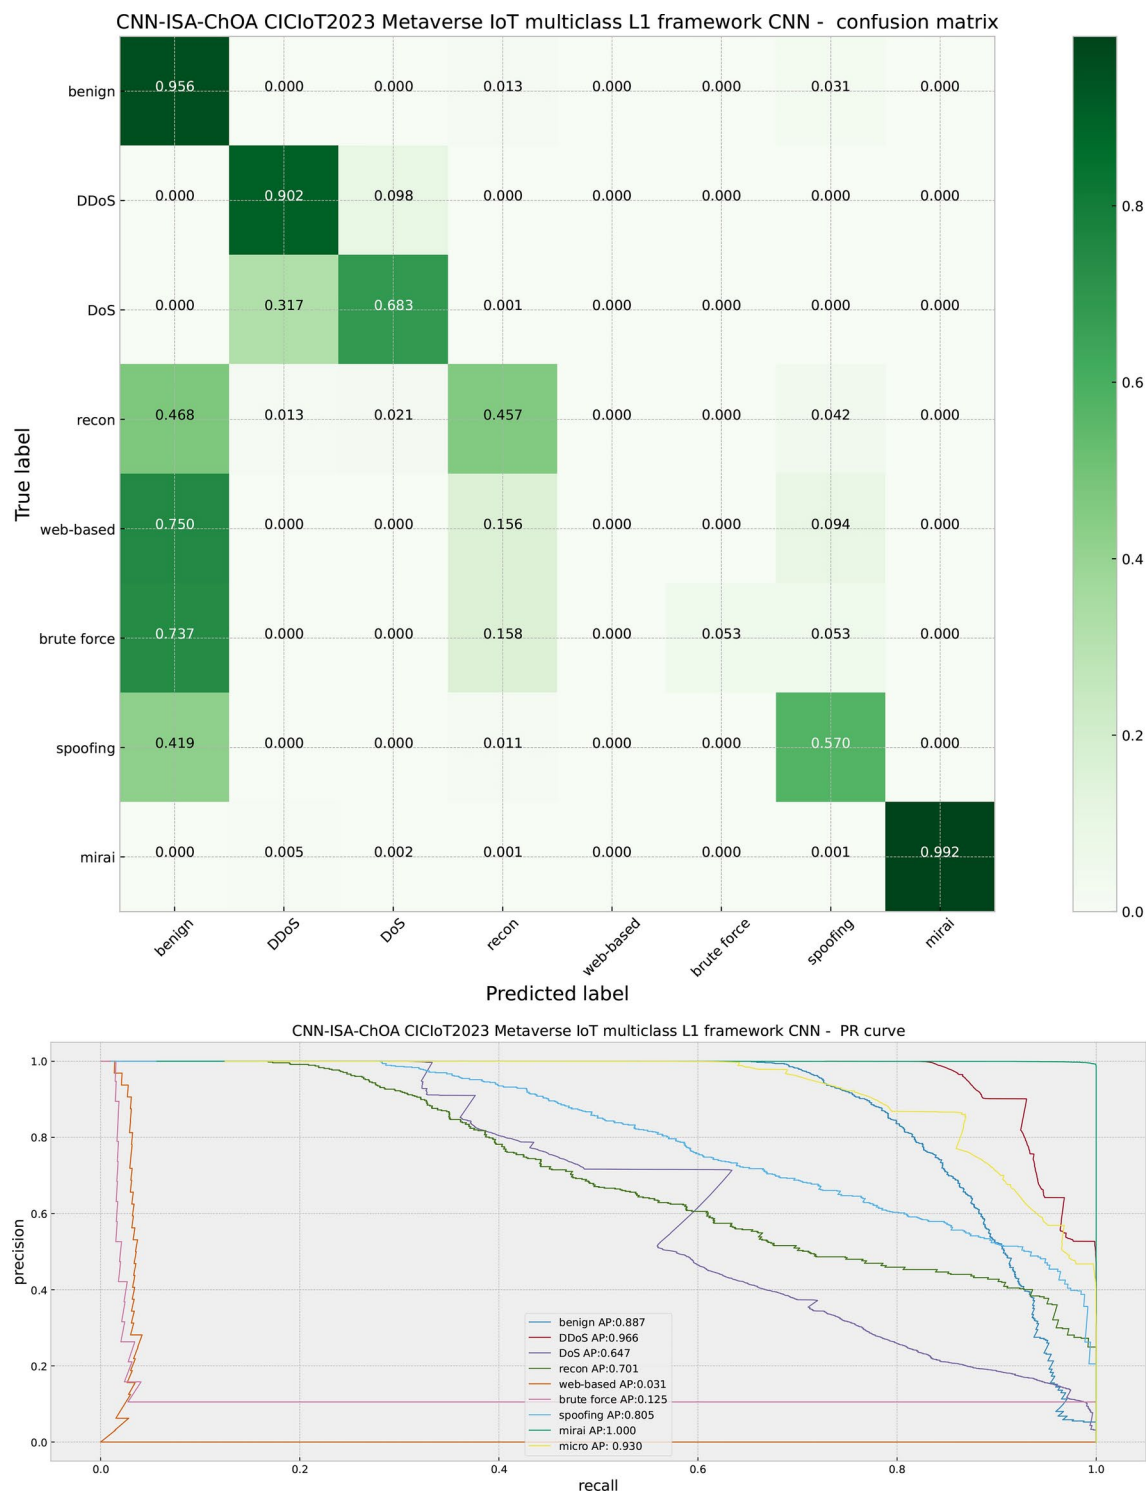 CNN-ISA-ChOA CICIoT2023 Metaverse IoT multiclass L1 framework CNN - confusion matrix
benign 0.956 0.000 0.000 0.013 0.000 0.000 0.031 0.000
DDoS 0.000 0.902 0.098 0.000 0.000 0.000 0.000 0.000
0.8
DoS 0.000 0.317 0.683 0.001 0.000 0.000 0.000 0.000
0.6
recon 0.468 0.013 0.021 0.457 0.000 0.000 0.042 0.000
True label
web-based 0.750 0.000 0.000 0.156 0.000 0.000 0.094 0.000
0.4
brute force 0.737 0.000 0.000 0.158 0.000 0.053 0.053 0.000
spoofing 0.419 0.000 0.000 0.011 0.000 0.000 0.570 0.000
0.2
mirai 0.000 0.005 0.002 0.001 0.000 0.000 0.001 0.992
0.0
benign DDoS DoS recon web-based brute force spoofing mirai
Predicted label
CNN-ISA-ChOA CICIoT2023 Metaverse IoT multiclass L1 framework CNN - PR curve
1.0
0.8
0.6
precision
0.4
0.2
0.0
benign AP:0.887
DDoS AP:0.966
DoS AP:0.647
recon AP:0.701
web-based AP:0.031
brute force AP:0.125
spoofing AP:0.805
mirai AP:1.000
micro AP: 0.930
0.0 0.2 0.4 0.6 0.8 1.0
recall